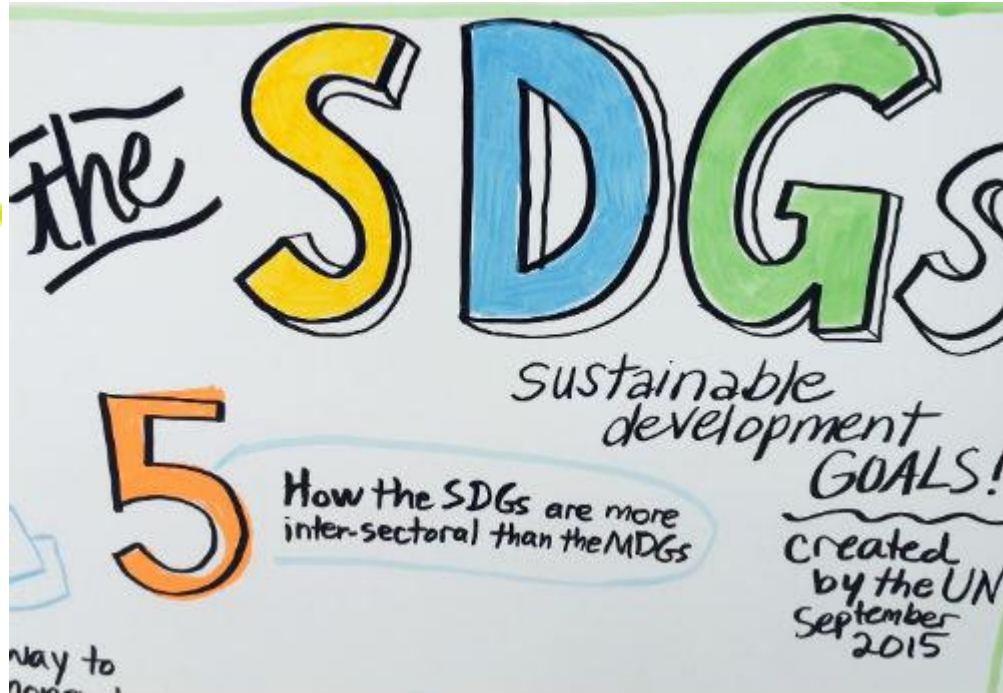 the SDGs
sustainable
development
GOALS!
created
by the UN
September
2015
5
How the SDGs are more
inter-sectoral than the MDGs
way to